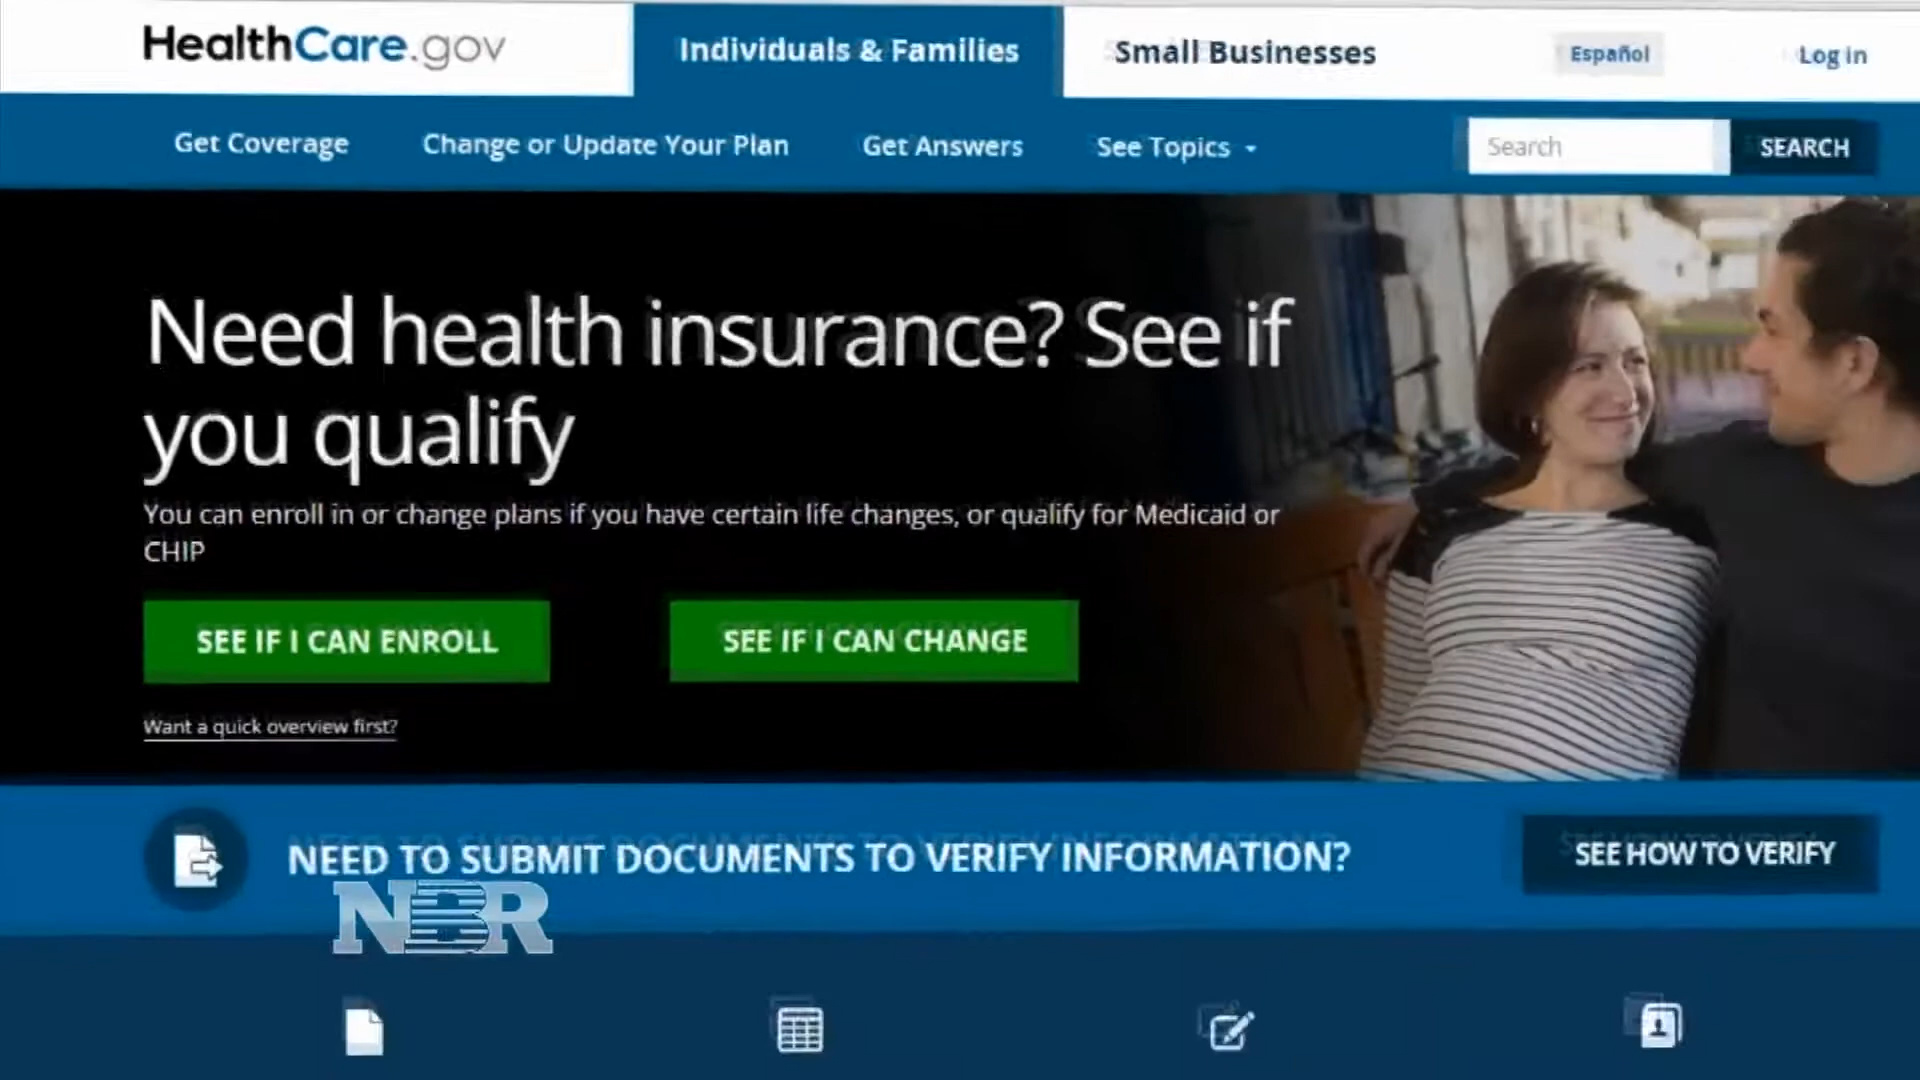 HealthCare.gov
Individuals & Families
Small Businesses
Español
Log in
Get Coverage
Change or Update Your Plan
Get Answers
See Topics
Search
SEARCH
Need health insurance? See if
you qualify
You can enroll in or change plans if you have certain life changes, or qualify for Medicaid or
CHIP
SEE IF I CAN ENROLL
SEE IF I CAN CHANGE
Want a quick overview first?
NEED TO SUBMIT DOCUMENTS TO VERIFY INFORMATION?
SEE HOW TO VERIFY
NBR